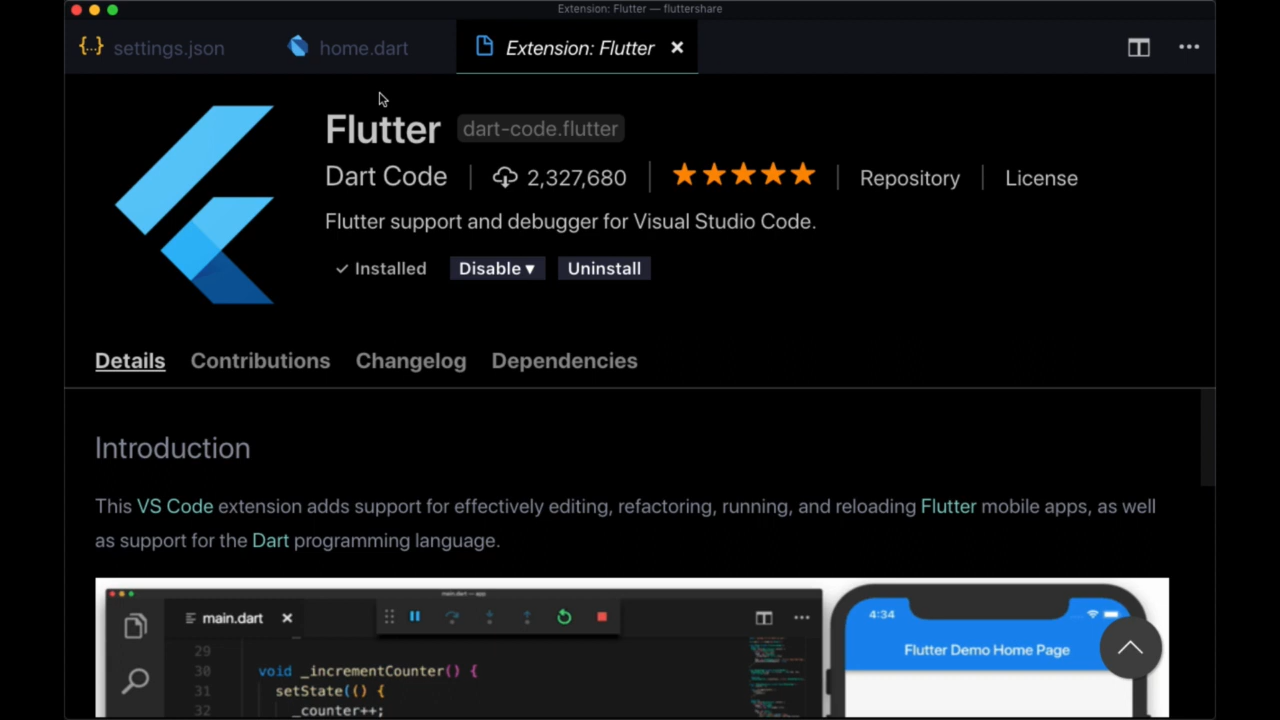 Extension: Flutter — fluttershare
{..} settings.json home.dart Extension: Flutter
Flutter dart-code.flutter
Dart Code 2,327,680 Repository License
Flutter support and debugger for Visual Studio Code.
✓ Installed Disable ▾ Uninstall
Details Contributions Changelog Dependencies
Introduction
This VS Code extension adds support for effectively editing, refactoring, running, and reloading Flutter mobile apps, as well
as support for the Dart programming language.
main.dart — app
main.dart
4:34
Flutter Demo Home Page
29
30 void _incrementCounter() {
31 setState(() {
32 _counter++;